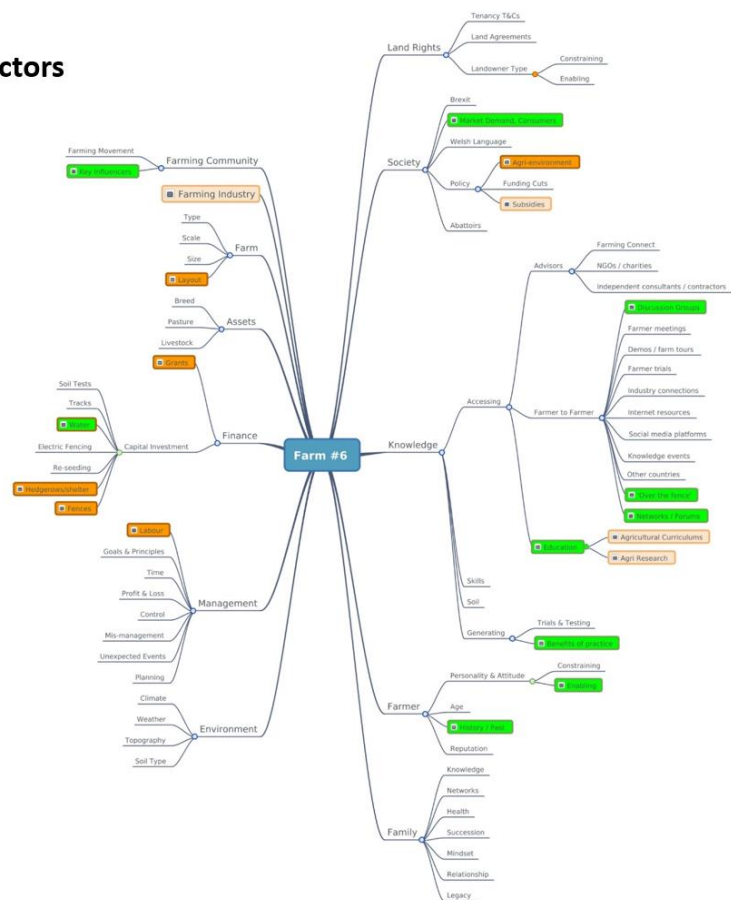 ctors
Farm #6
Land Rights
Tenancy T&Cs
Land Agreements
Landowner Type
Constraining
Enabling
Society
Brexit
Market Demand, Consumers
Welsh Language
Policy
Agri-environment
Funding Cuts
Subsidies
Abattoirs
Knowledge
Accessing
Advisors
Farming Connect
NGOs / charities
Independent consultants / contractors
Farmer to Farmer
Discussion Groups
Farmer meetings
Demos / farm tours
Farmer trials
Industry connections
Internet resources
Social media platforms
Knowledge events
Other countries
'Over the fence'
Networks / Forums
Education
Agricultural Curriculums
Agri Research
Skills
Soil
Generating
Trials & Testing
Benefits of practice
Farmer
Personality & Attitude
Constraining
Enabling
Age
History / Past
Reputation
Family
Knowledge
Networks
Health
Succession
Mindset
Relationship
Legacy
Farming Community
Farming Movement
Key Influencers
Farming Industry
Farm
Type
Scale
Size
Layout
Assets
Breed
Pasture
Livestock
Finance
Grants
Capital Investment
Soil Tests
Tracks
Water
Electric Fencing
Re-seeding
Hedgerows/shelter
Fences
Management
Labour
Goals & Principles
Time
Profit & Loss
Control
Mis-management
Unexpected Events
Planning
Environment
Climate
Weather
Topography
Soil Type